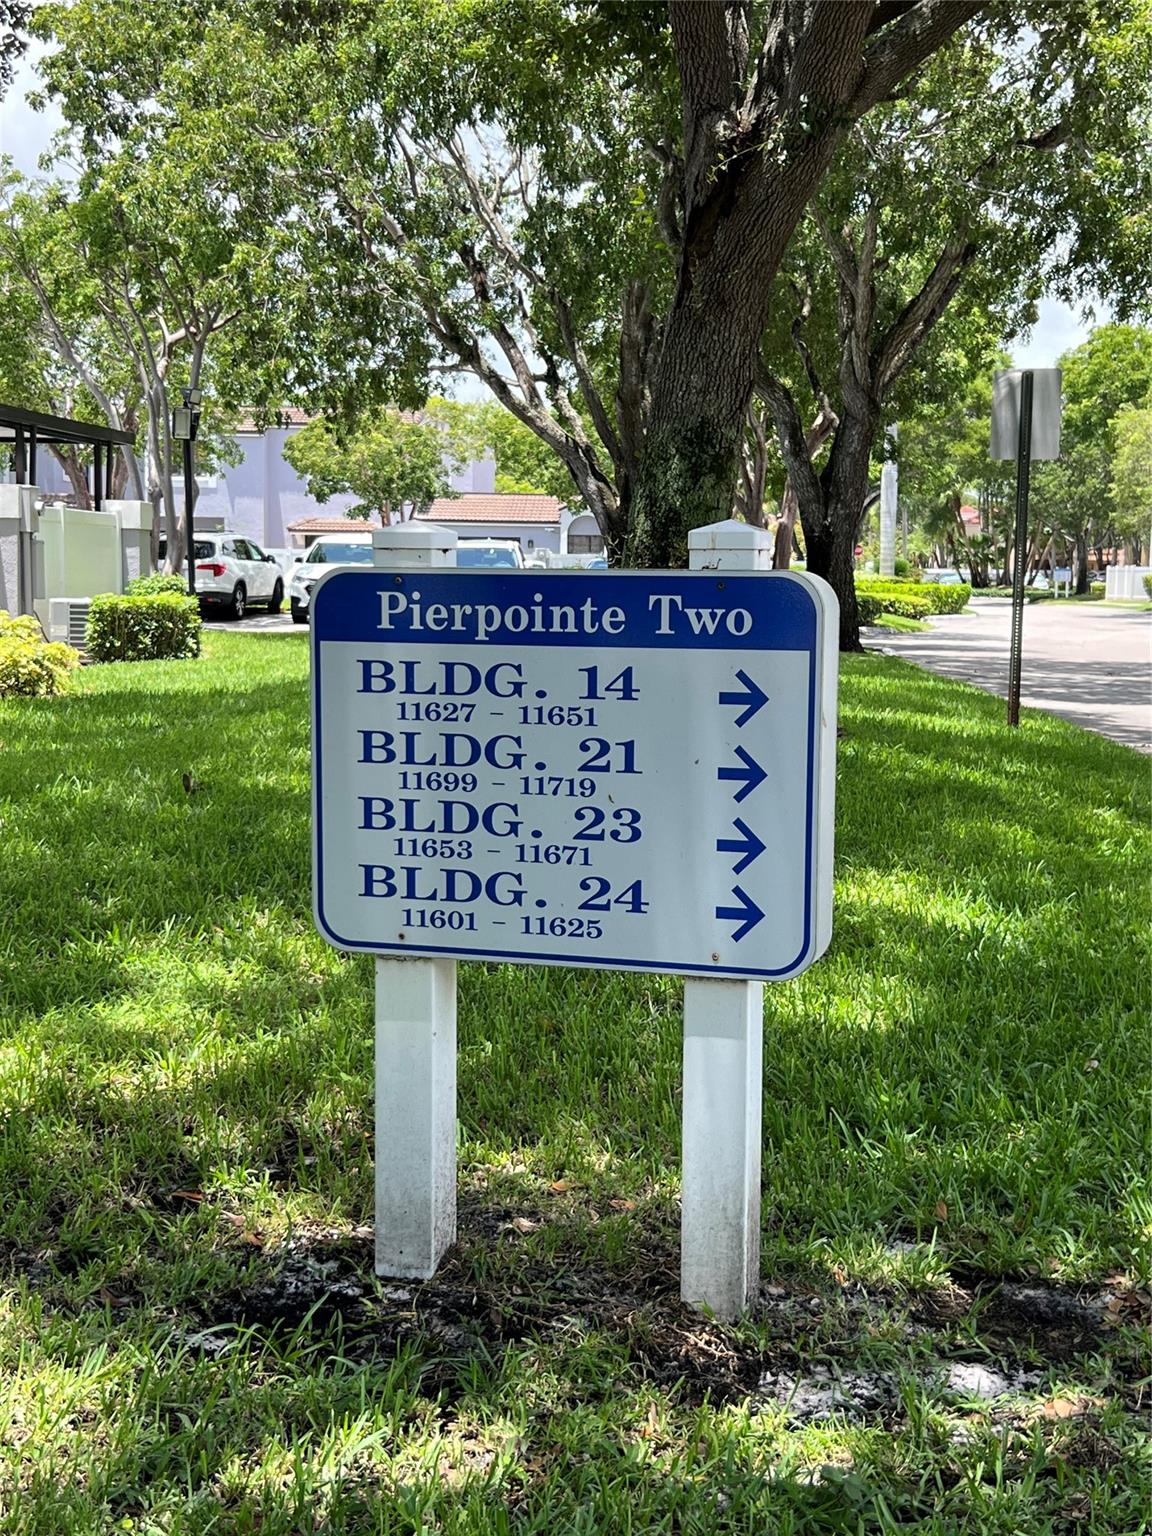 Pierpointe Two
BLDG. 14 →
11627 - 11651
BLDG. 21 →
11699 - 11719
BLDG. 23 →
11653 - 11671
BLDG. 24 →
11601 - 11625